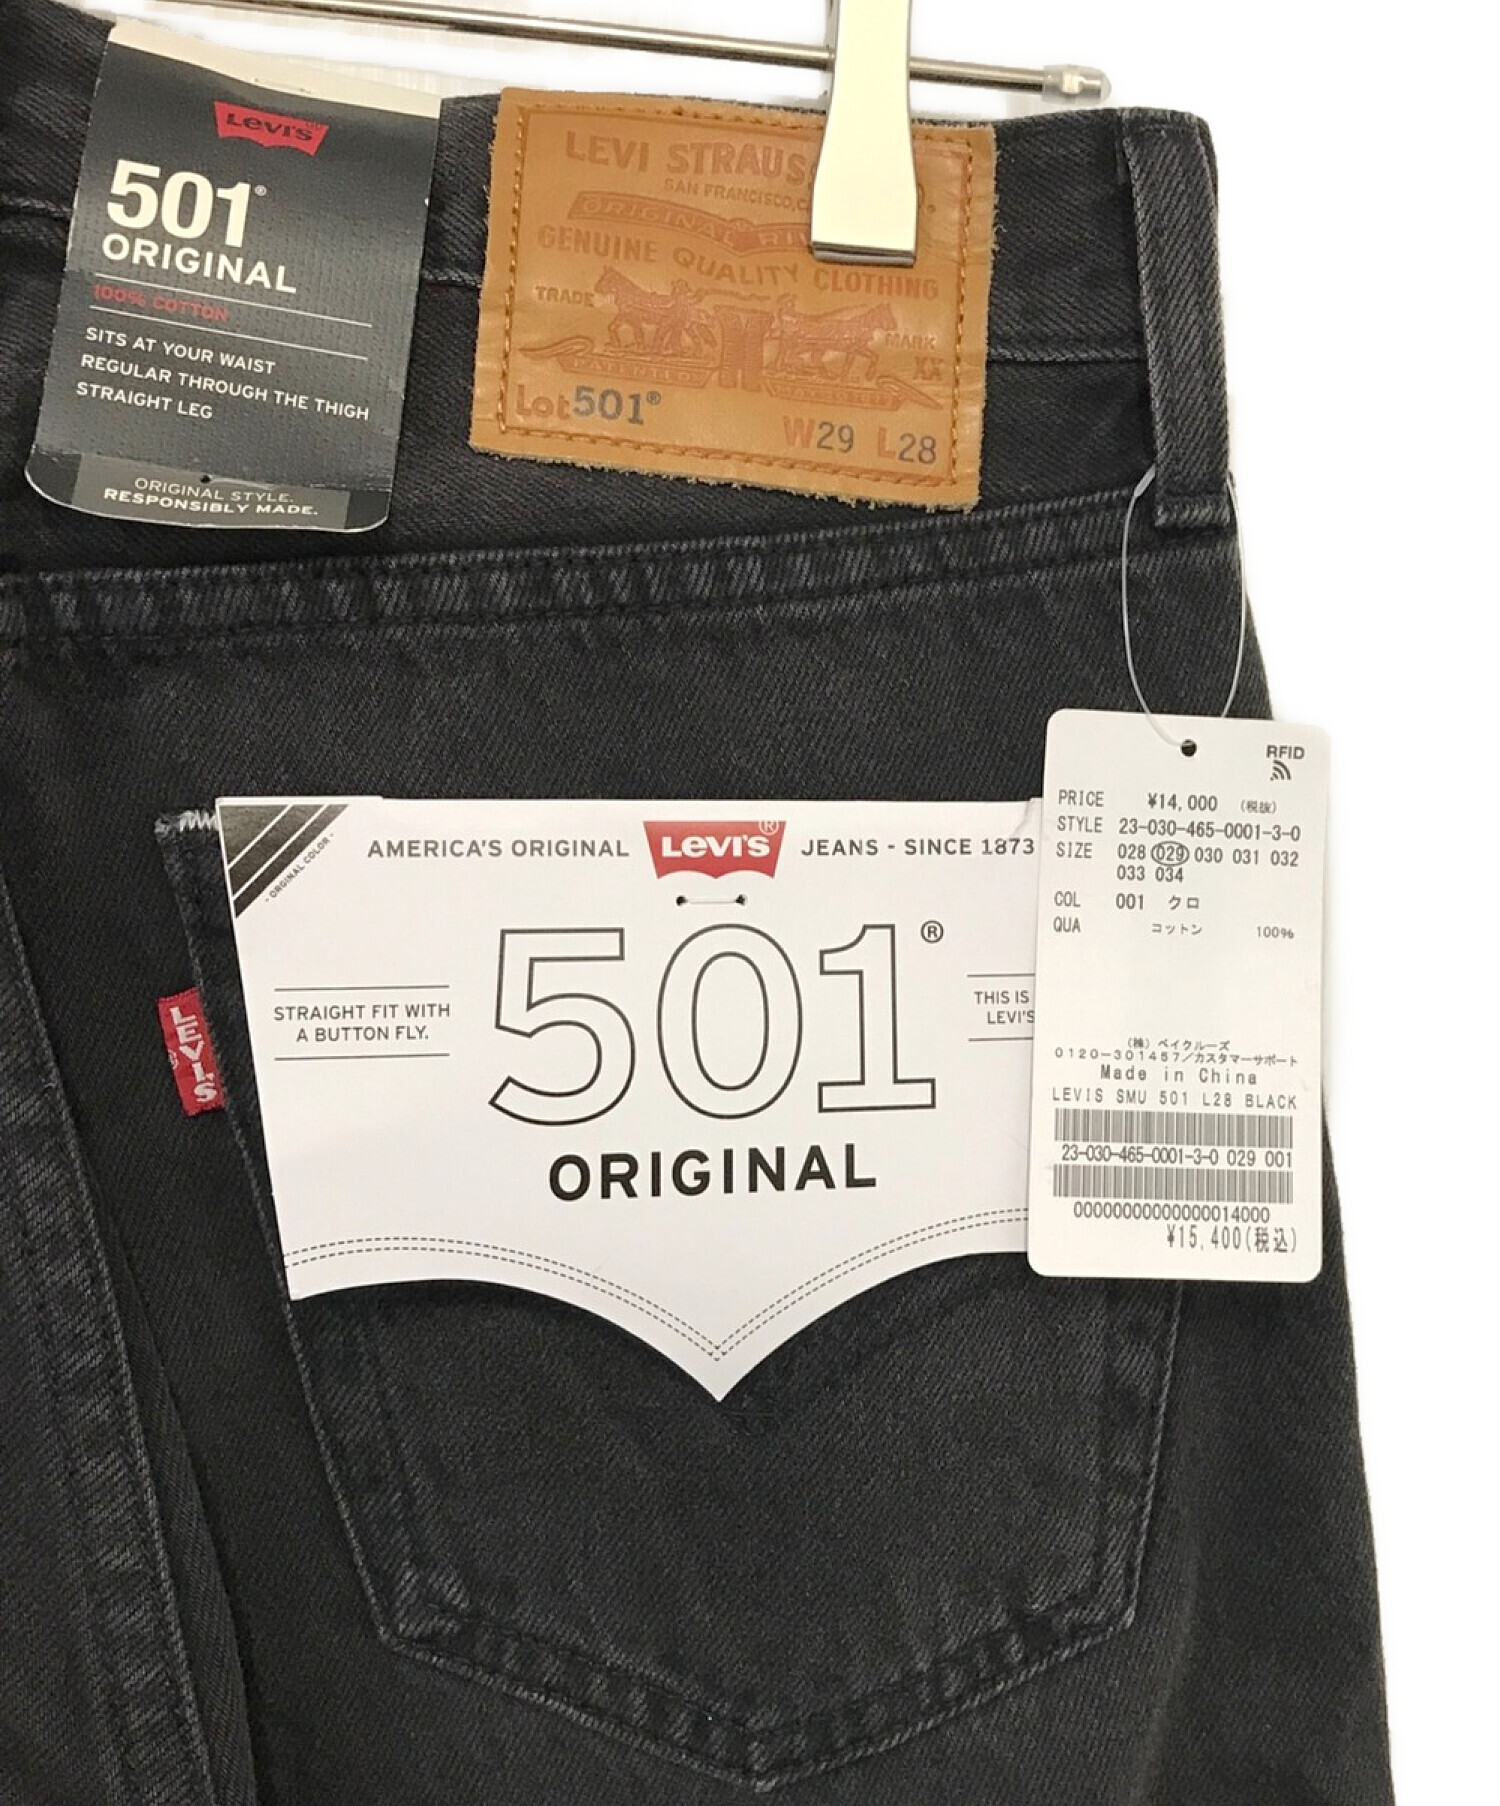 Levi's
501®
ORIGINAL
100% COTTON
SITS AT YOUR WAIST
REGULAR THROUGH THE THIGH
STRAIGHT LEG
ORIGINAL STYLE.
RESPONSIBLY MADE.
LEVI STRAUS
SAN FRANCISCO, C
ORIGINAL RI
GENUINE QUALITY CLOTHING
TRADE MARK
XX
Lot 501®
W29 L28
- ORIGINAL COLOR -
AMERICA'S ORIGINAL Levi's® JEANS - SINCE 1873
501®
ORIGINAL
STRAIGHT FIT WITH
A BUTTON FLY.
THIS IS
LEVI'S
LEVI'S®
RFID
PRICE ¥14,000 (税抜)
STYLE 23-030-465-0001-3-0
SIZE 028 029 030 031 032
033 034
COL 001 クロ
QUA コットン 100%
(株) ベイクルーズ
0120-301457/カスタマーサポート
Made in China
LEVIS SMU 501 L28 BLACK
23-030-465-0001-3-0 029 001
00000000000000014000
¥15,400(税込)